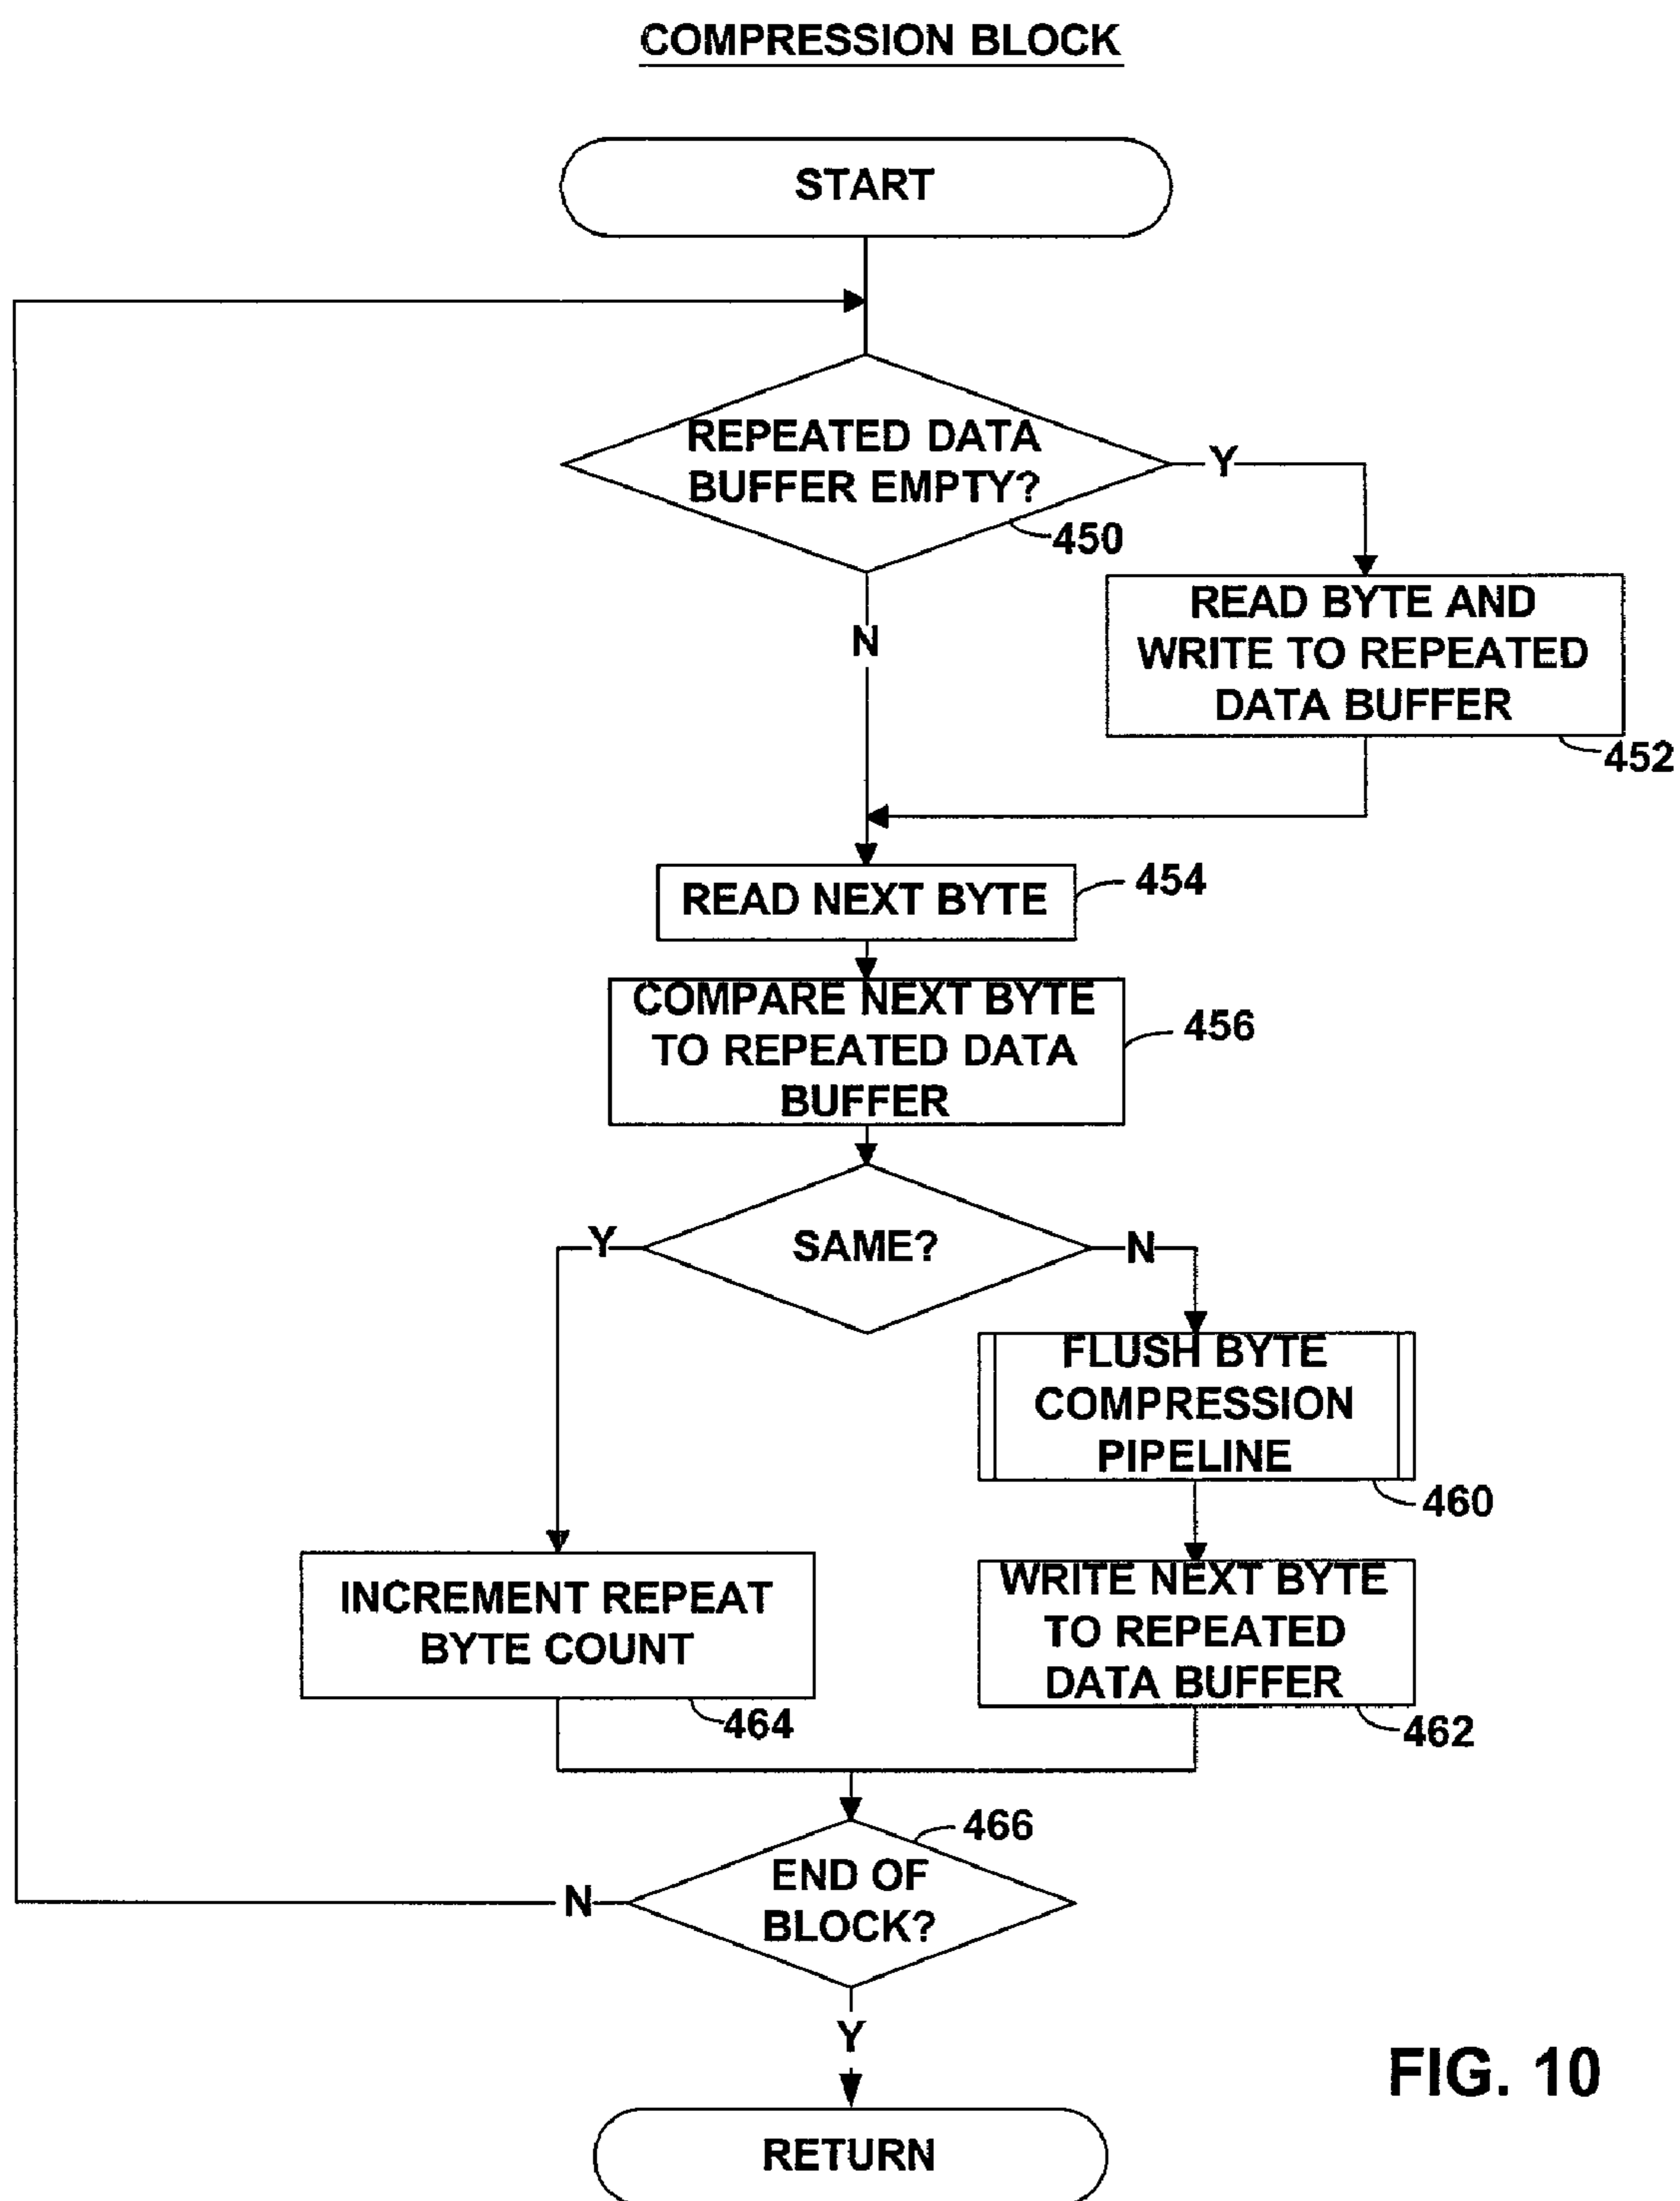 COMPRESSION BLOCK
START
REPEATED DATA
BUFFER EMPTY?
Y
450
N
READ BYTE AND
WRITE TO REPEATED
DATA BUFFER
452
READ NEXT BYTE
454
COMPARE NEXT BYTE
TO REPEATED DATA
BUFFER
456
Y
SAME?
N
FLUSH BYTE
COMPRESSION
PIPELINE
460
INCREMENT REPEAT
BYTE COUNT
464
WRITE NEXT BYTE
TO REPEATED
DATA BUFFER
462
466
END OF
BLOCK?
N
Y
RETURN
FIG. 10